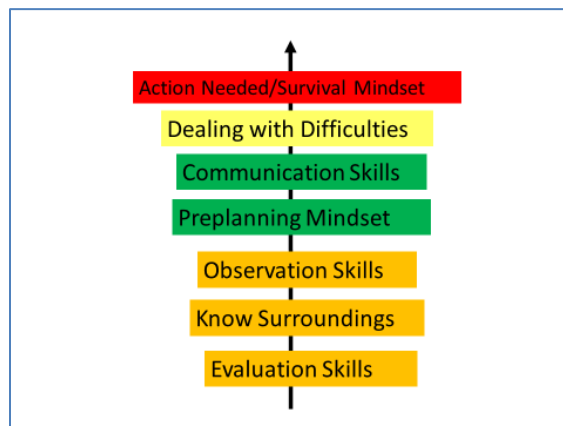 Action Needed/Survival Mindset
Dealing with Difficulties
Communication Skills
Preplanning Mindset
Observation Skills
Know Surroundings
Evaluation Skills